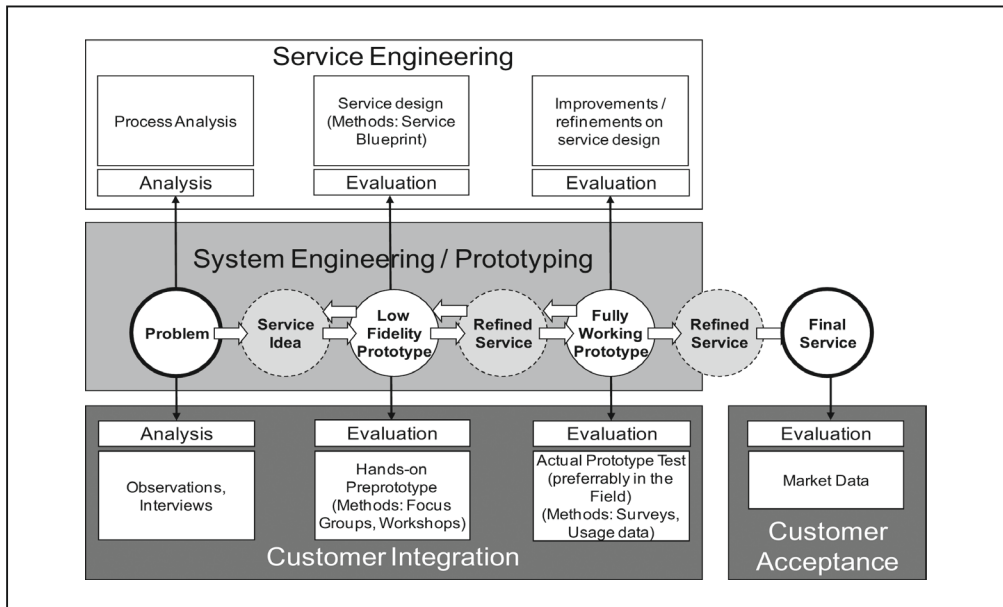 Service Engineering
Process Analysis
Analysis
Service design
(Methods: Service
Blueprint)
Evaluation
Improvements /
refinements on
service design
Evaluation
System Engineering / Prototyping
Problem
Service
Idea
Low
Fidelity
Prototype
Refined
Service
Fully
Working
Prototype
Refined
Service
Final
Service
Analysis
Observations,
Interviews
Evaluation
Hands-on
Preprototype
(Methods: Focus
Groups, Workshops)
Evaluation
Actual Prototype Test
(preferrably in the
Field)
(Methods: Surveys,
Usage data)
Customer Integration
Evaluation
Market Data
Customer
Acceptance